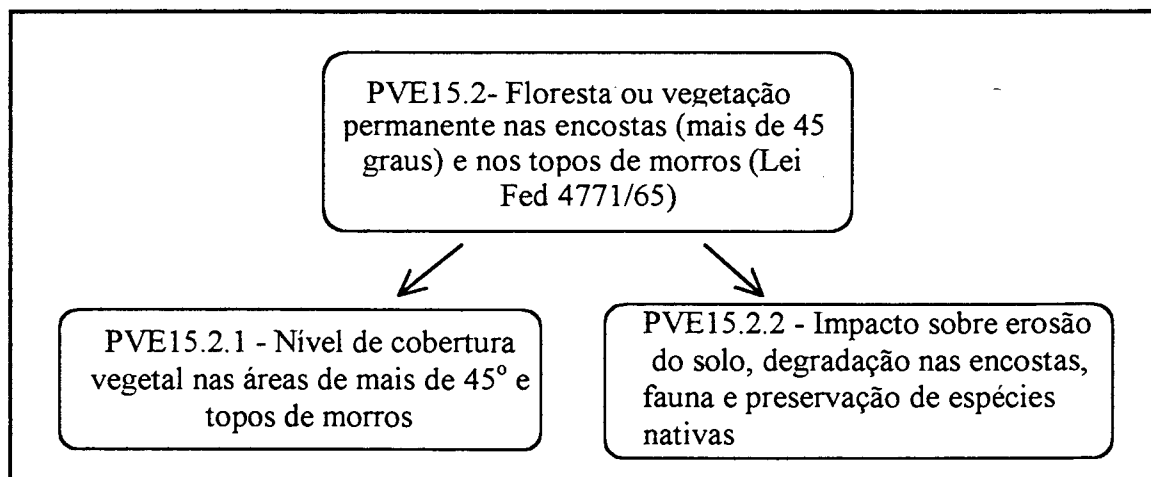 PVE15.2- Floresta ou vegetação
permanente nas encostas (mais de 45
graus) e nos topos de morros (Lei
Fed 4771/65)
PVE15.2.1 - Nível de cobertura
vegetal nas áreas de mais de 45º e
topos de morros
PVE15.2.2 - Impacto sobre erosão
do solo, degradação nas encostas,
fauna e preservação de espécies
nativas